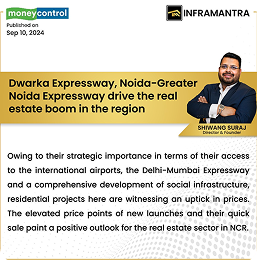 moneycontrol
INFRAMANTRA
Published on
Sep 10, 2024
Dwarka Expressway, Noida-Greater
Noida Expressway drive the real
estate boom in the region
SHIWANG SURAJ
Director & Founder
Owing to their strategic importance in terms of their access
to the international airports, the Delhi-Mumbai Expressway
and a comprehensive development of social infrastructure,
residential projects here are witnessing an uptick in prices.
The elevated price points of new launches and their quick
sale paint a positive outlook for the real estate sector in NCR.